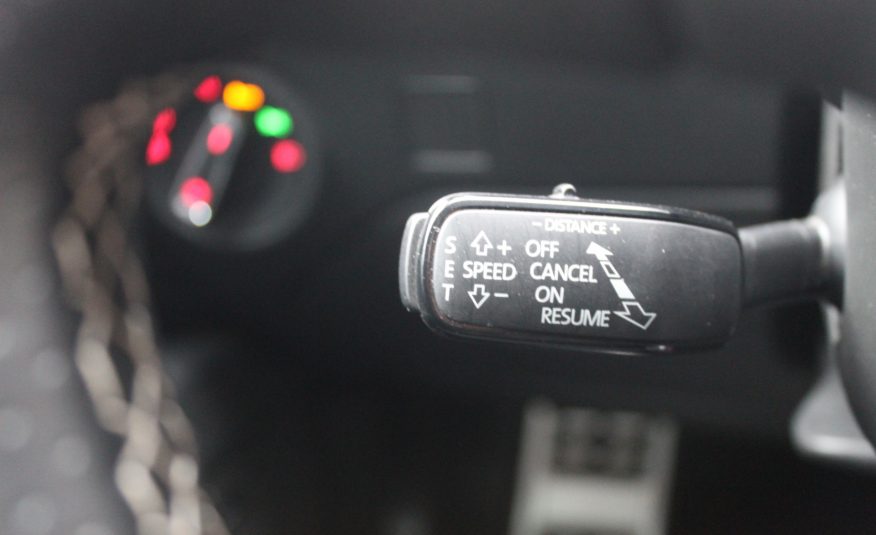 − DISTANCE +
S + OFF
E SPEED CANCEL
T − ON
RESUME